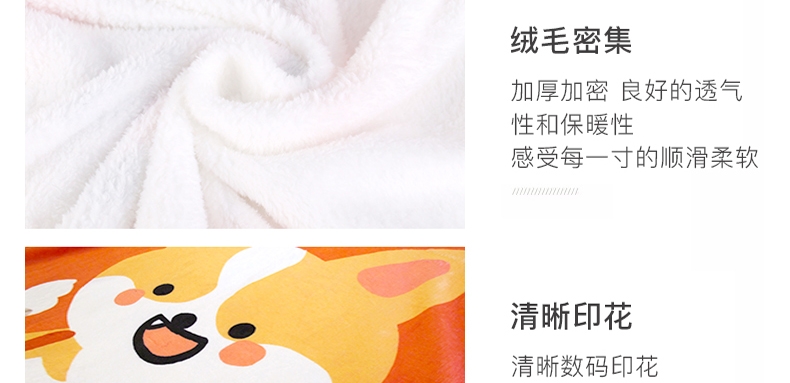 绒毛密集
加厚加密 良好的透气
性和保暖性
感受每一寸的顺滑柔软
清晰印花
清晰数码印花